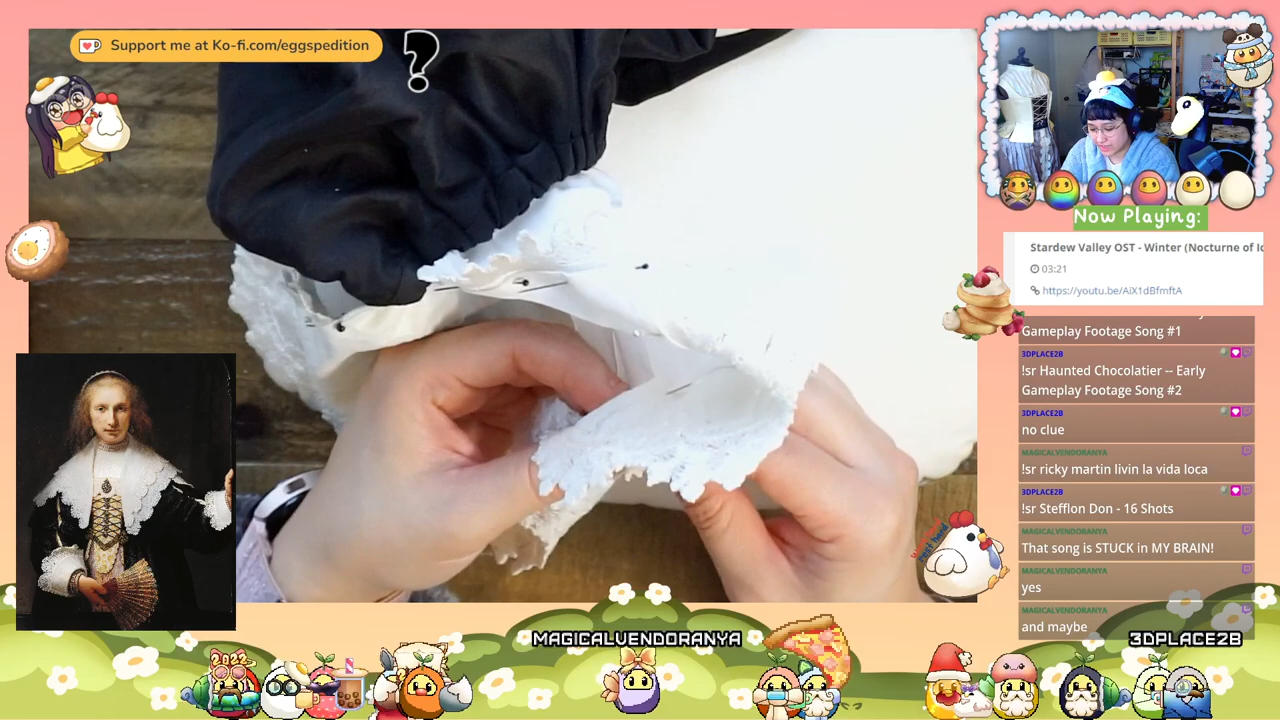 Support me at Ko-fi.com/eggspedition
?
Now Playing:
Stardew Valley OST - Winter (Nocturne of Ic
03:21
https://youtu.be/AiX1dBfmftA
Gameplay Footage Song #1
3DPLACE2B
!sr Haunted Chocolatier -- Early
Gameplay Footage Song #2
3DPLACE2B
no clue
MAGICALVENDORANYA
!sr ricky martin livin la vida loca
3DPLACE2B
!sr Stefflon Don - 16 Shots
MAGICALVENDORANYA
That song is STUCK in MY BRAIN!
MAGICALVENDORANYA
yes
MAGICALVENDORANYA
and maybe
MAGICALVENDORANYA
3DPLACE2B
2022